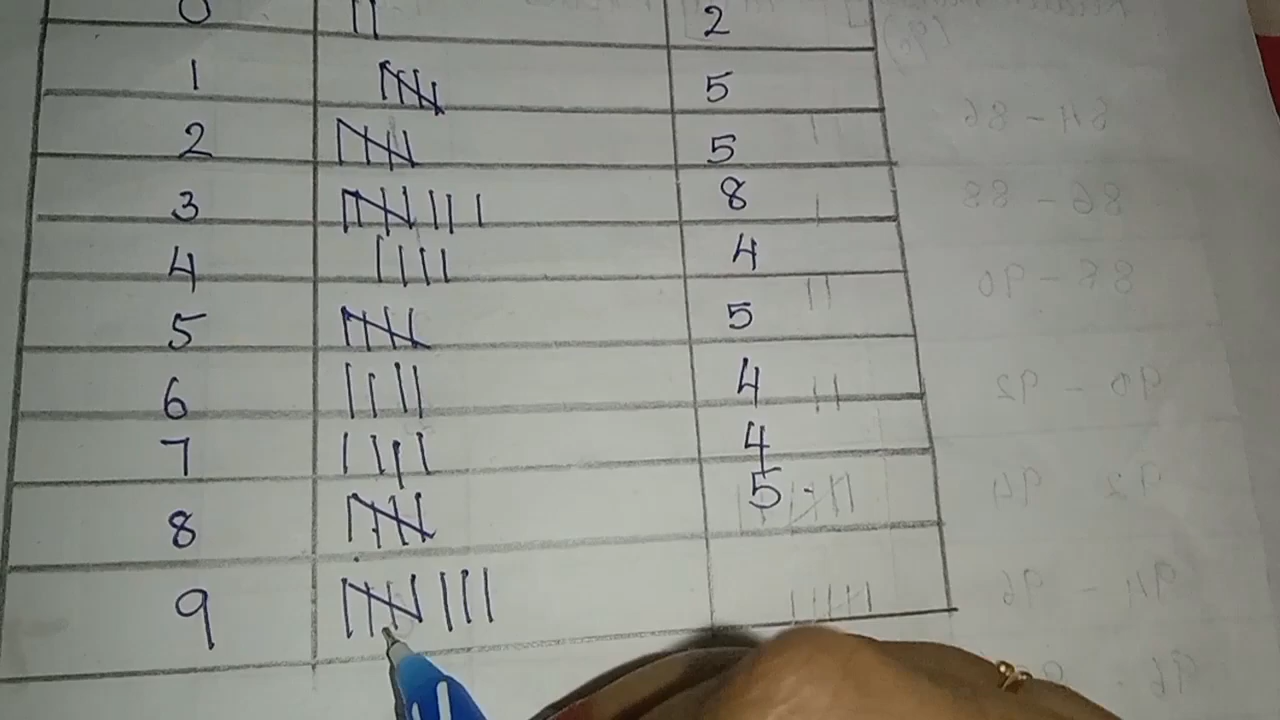 0 || 2
1 𝍸 5
2 𝍸 5
3 𝍸 ||| 8
4 |||| 4
5 𝍸 5
6 |||| 4
7 |||| 4
8 𝍸 5
9 𝍸 |||